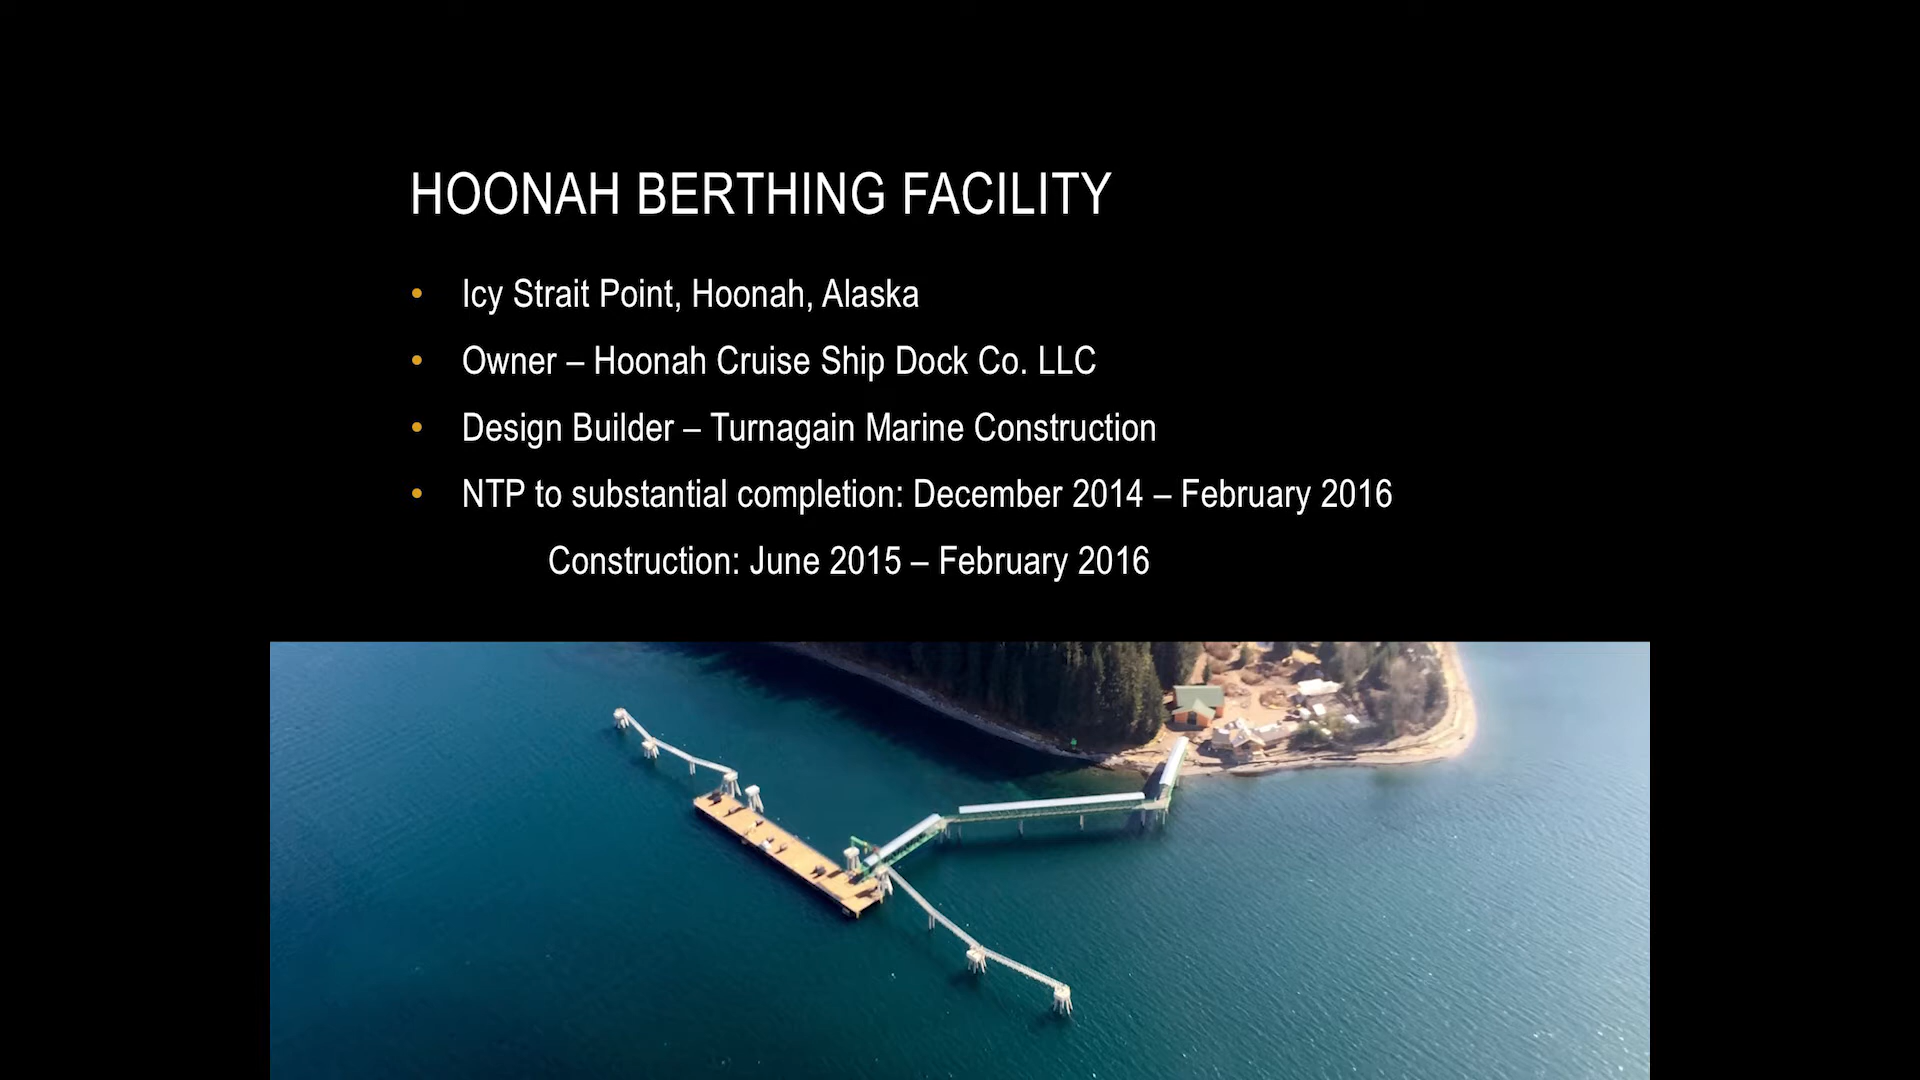 HOONAH BERTHING FACILITY
• Icy Strait Point, Hoonah, Alaska
• Owner – Hoonah Cruise Ship Dock Co. LLC
• Design Builder – Turnagain Marine Construction
• NTP to substantial completion: December 2014 – February 2016
Construction: June 2015 – February 2016